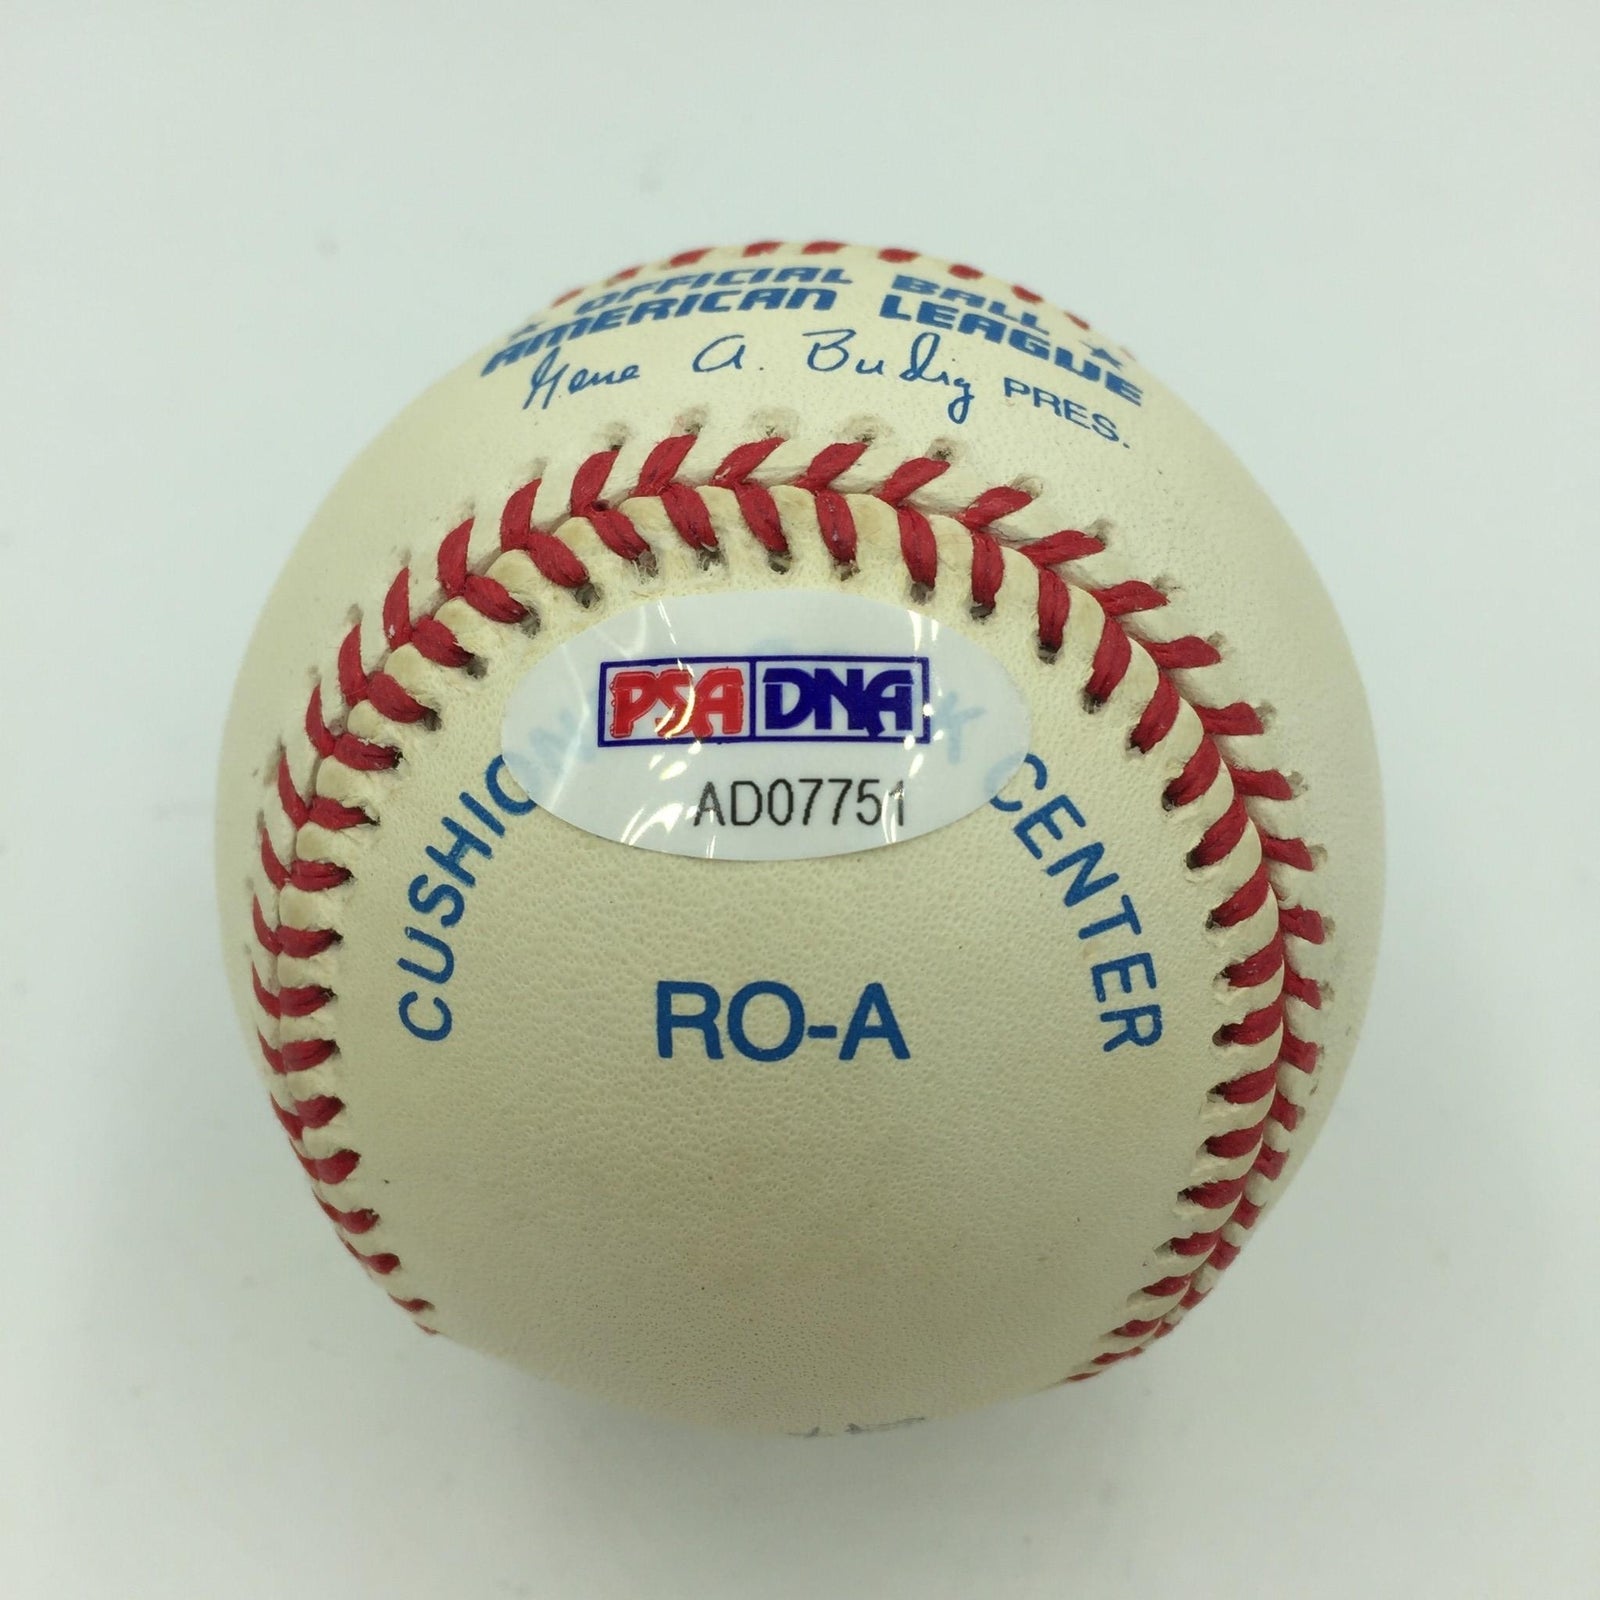 OFFICIAL BALL
AMERICAN LEAGUE
Gene A. Budig PRES.
PSA DNA
AD07751
CUSHION CENTER
RO-A